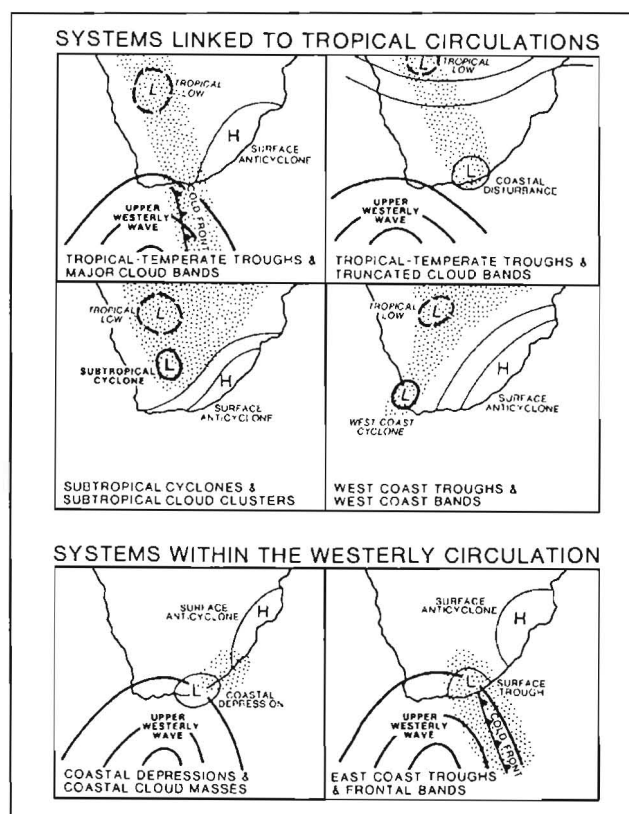 SYSTEMS LINKED TO TROPICAL CIRCULATIONS
L
TROPICAL
LOW
H
SURFACE
ANTICYCLONE
UPPER
WESTERLY
WAVE
COLD FRONT
TROPICAL-TEMPERATE TROUGHS &
MAJOR CLOUD BANDS
L
TROPICAL
LOW
L
COASTAL
DISTURBANCE
UPPER
WESTERLY
WAVE
TROPICAL-TEMPERATE TROUGHS &
TRUNCATED CLOUD BANDS
TROPICAL
LOW
L
SUBTROPICAL
CYCLONE
L
H
SURFACE
ANTICYCLONE
SUBTROPICAL CYCLONES &
SUBTROPICAL CLOUD CLUSTERS
TROPICAL
LOW
L
L
H
SURFACE
ANTICYCLONE
WEST COAST
CYCLONE
WEST COAST TROUGHS &
WEST COAST BANDS
SYSTEMS WITHIN THE WESTERLY CIRCULATION
SURFACE
ANTICYCLONE
H
L
COASTAL
DEPRESSION
UPPER
WESTERLY
WAVE
COASTAL DEPRESSIONS &
COASTAL CLOUD MASSES
SURFACE
ANTICYCLONE
H
L
SURFACE
TROUGH
UPPER
WESTERLY
WAVE
COLD FRONT
EAST COAST TROUGHS
& FRONTAL BANDS